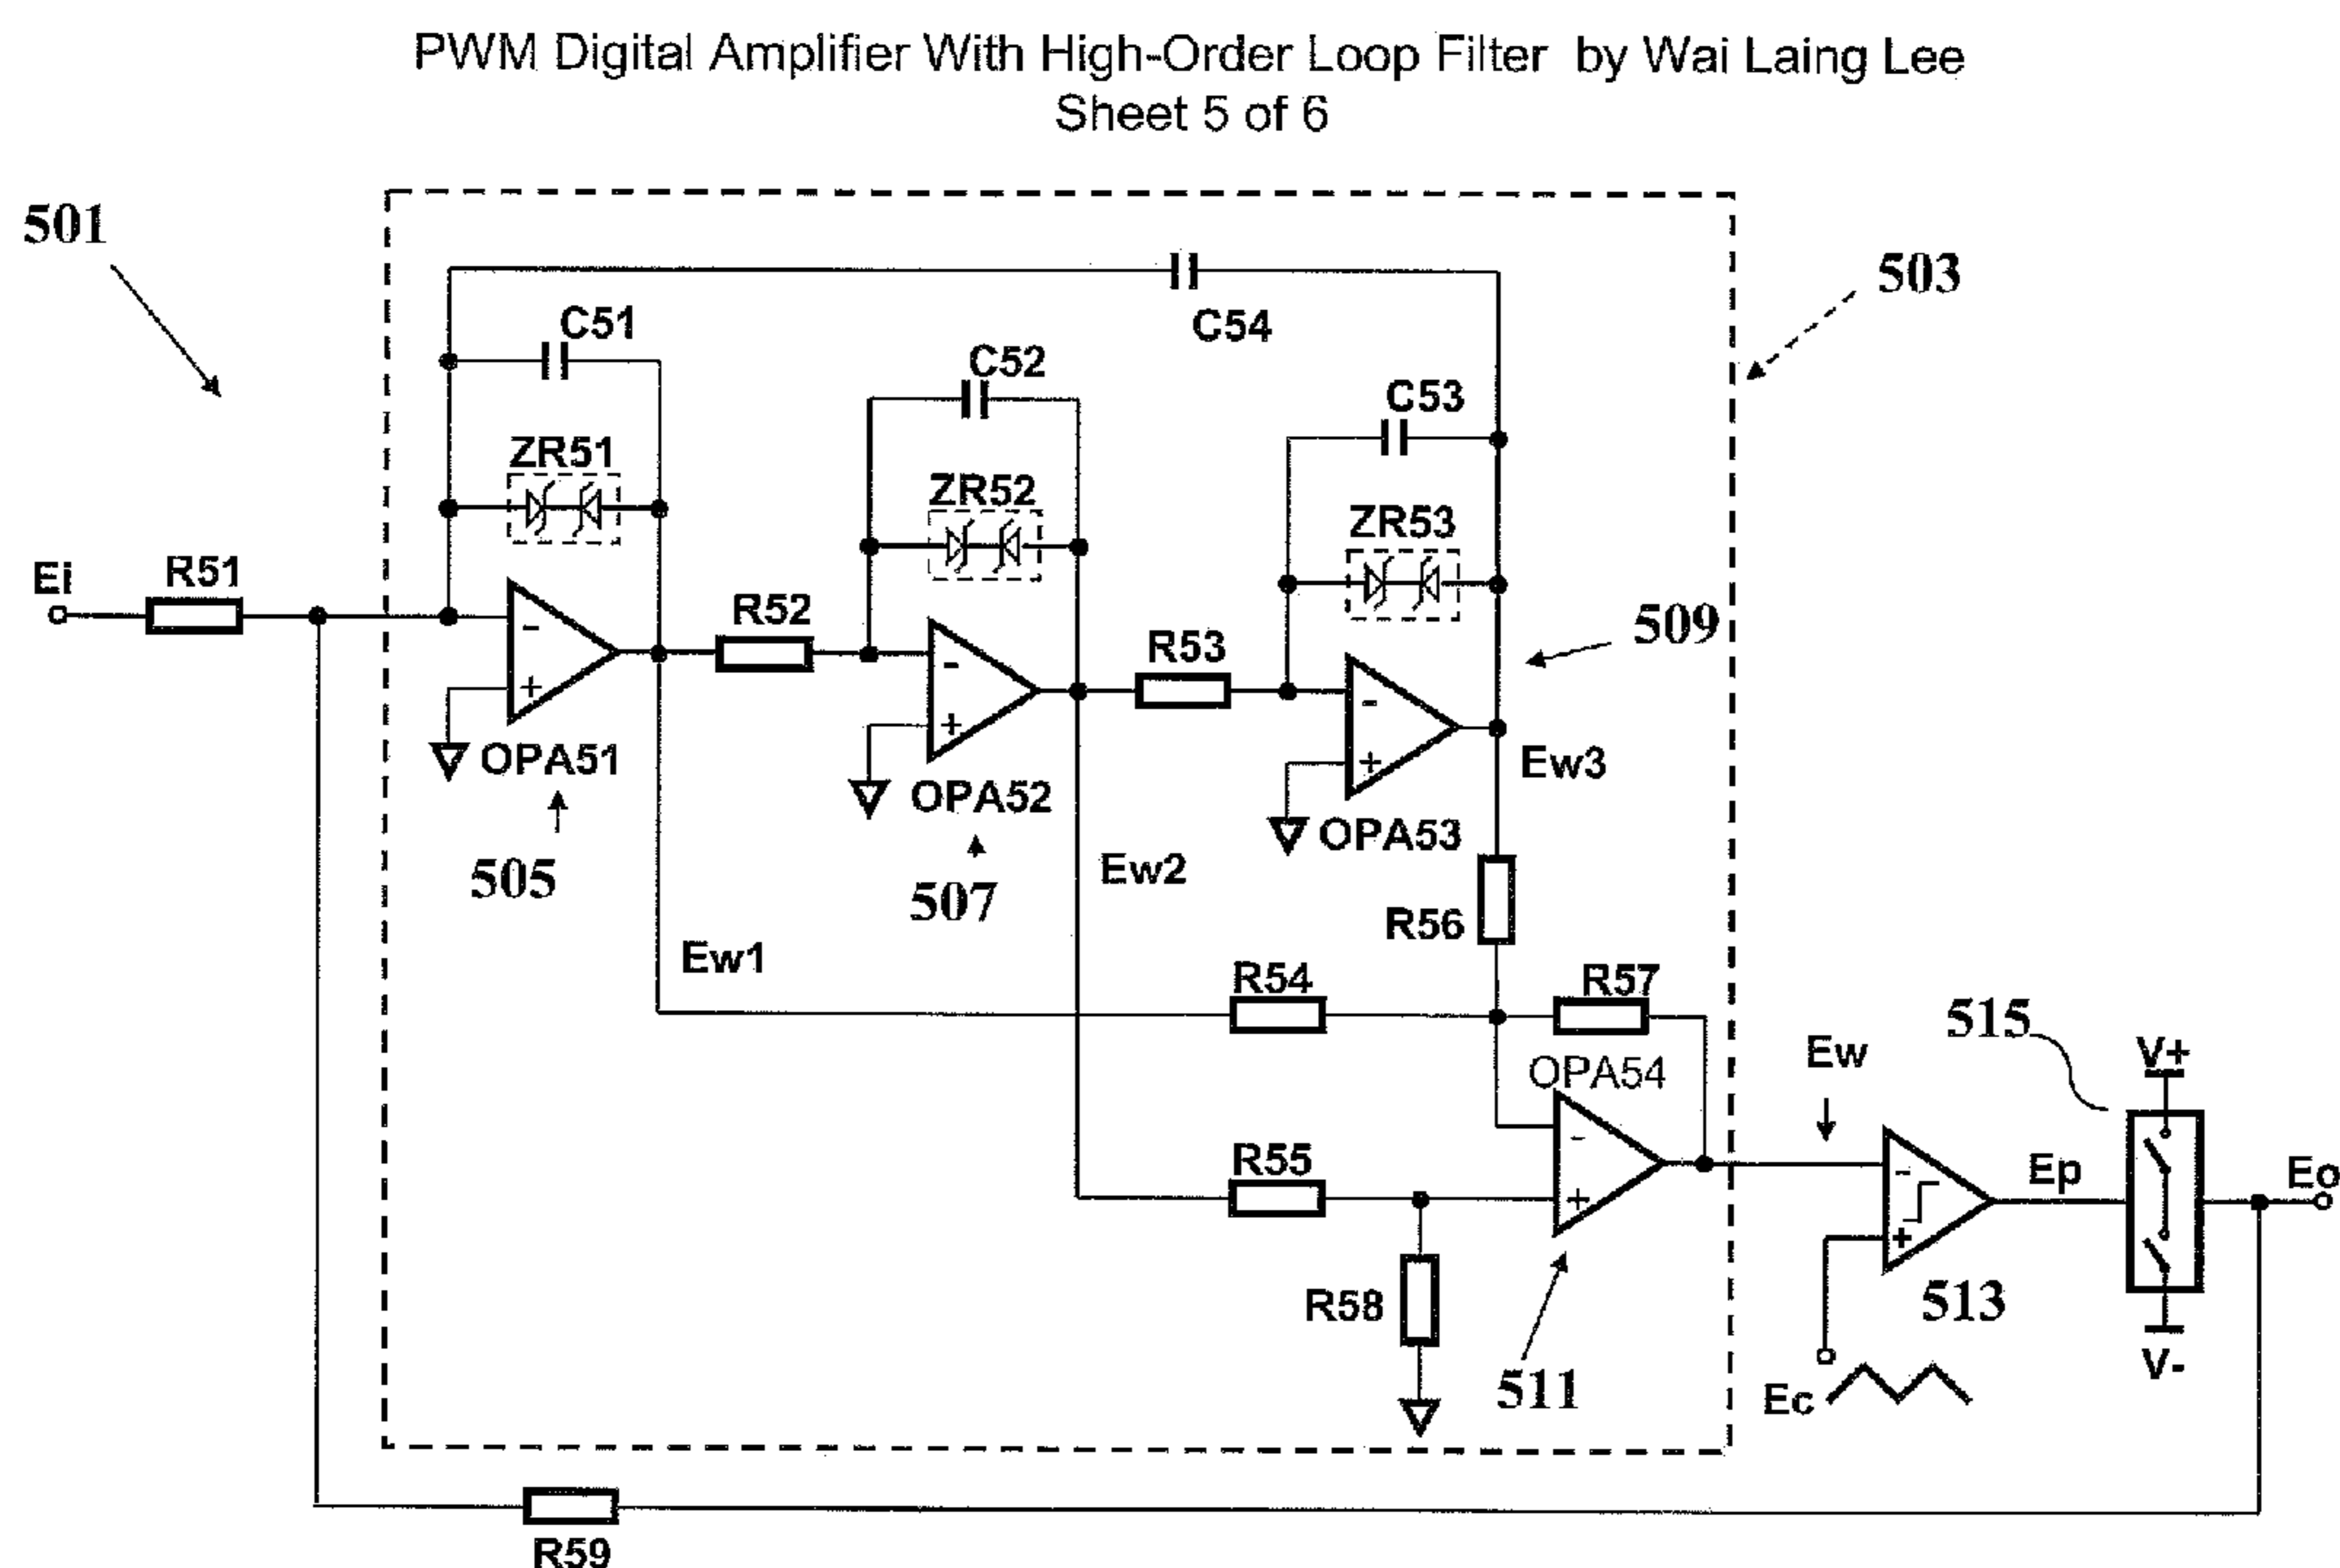 PWM Digital Amplifier With High-Order Loop Filter by Wai Laing Lee
Sheet 5 of 6
501
503
C54
C51
C52
C53
ZR51
ZR52
ZR53
Ei
R51
R52
R53
509
-
+
-
+
-
+
OPA51
OPA52
OPA53
Ew3
505
507
Ew2
R56
Ew1
R54
R57
515
Ew
V+
OPA54
R55
-
+
-
+
Ep
Eo
R58
513
511
Ec
V-
R59